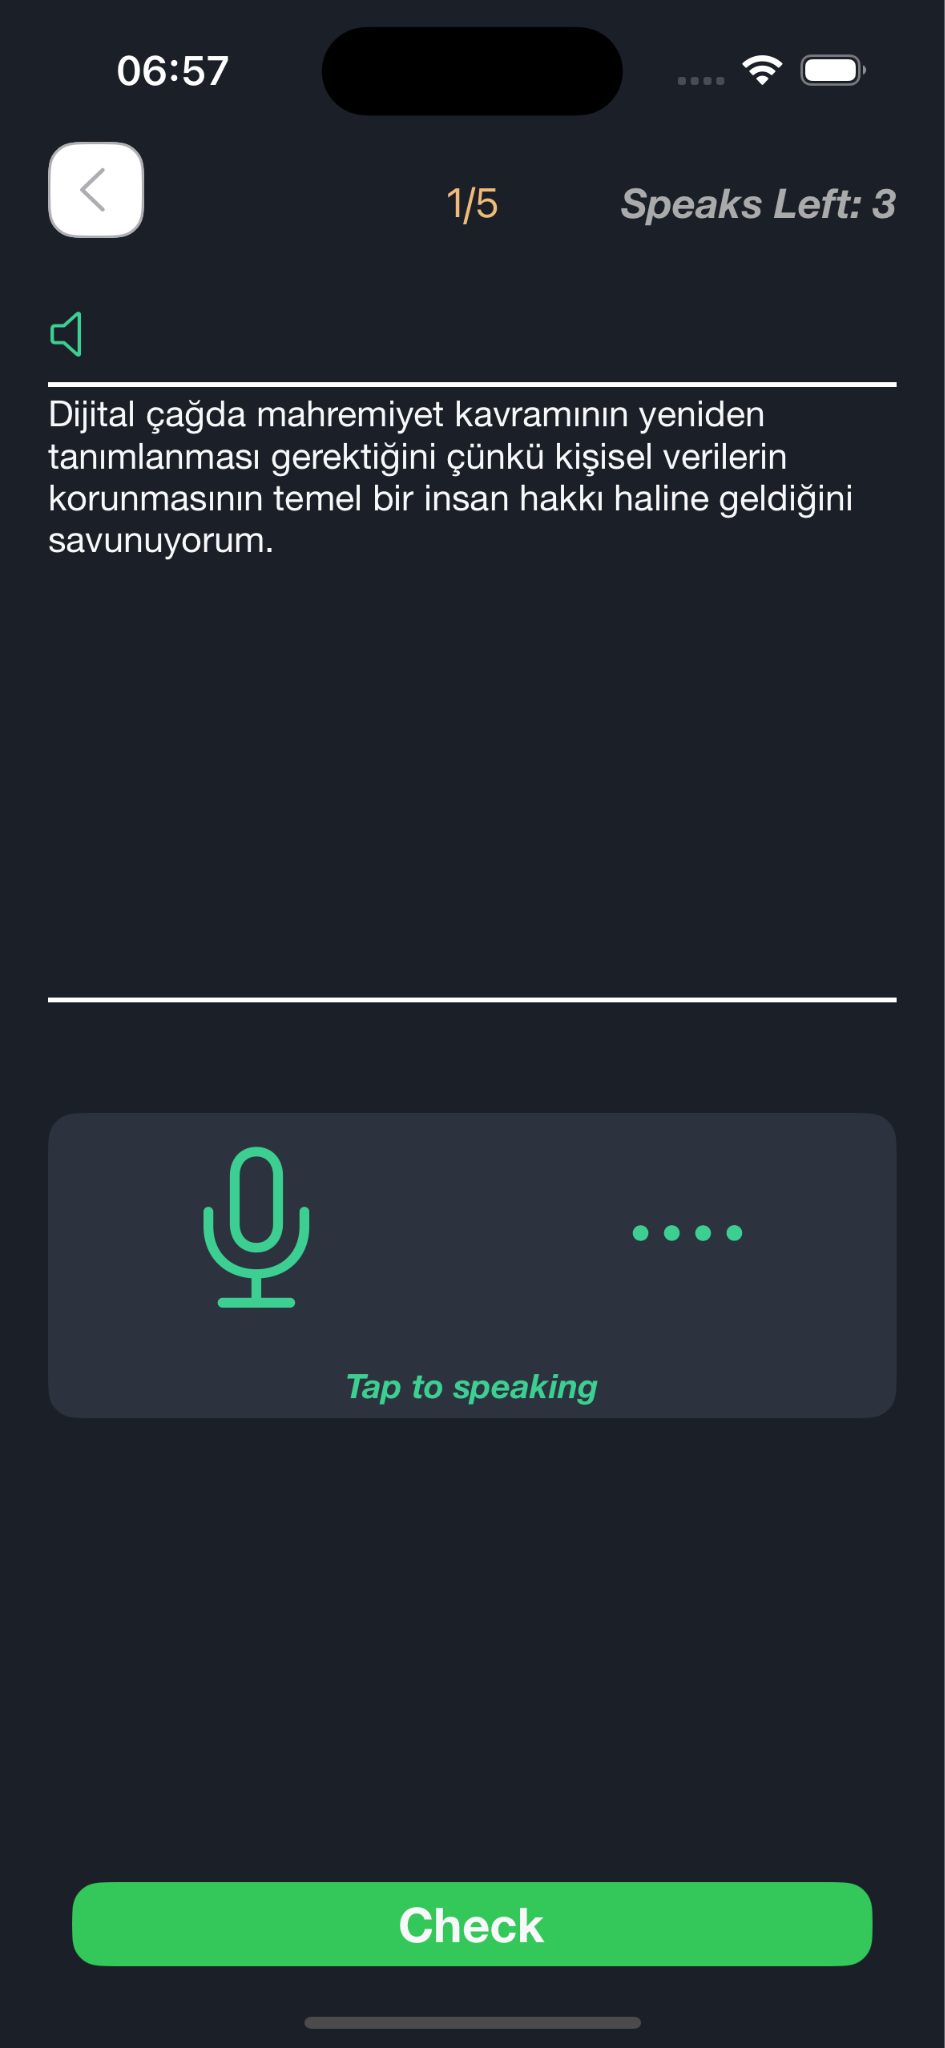 06:57
1/5
Speaks Left: 3
Dijital çağda mahremiyet kavramının yeniden
tanımlanması gerektiğini çünkü kişisel verilerin
korunmasının temel bir insan hakkı haline geldiğini
savunuyorum.
Tap to speaking
Check